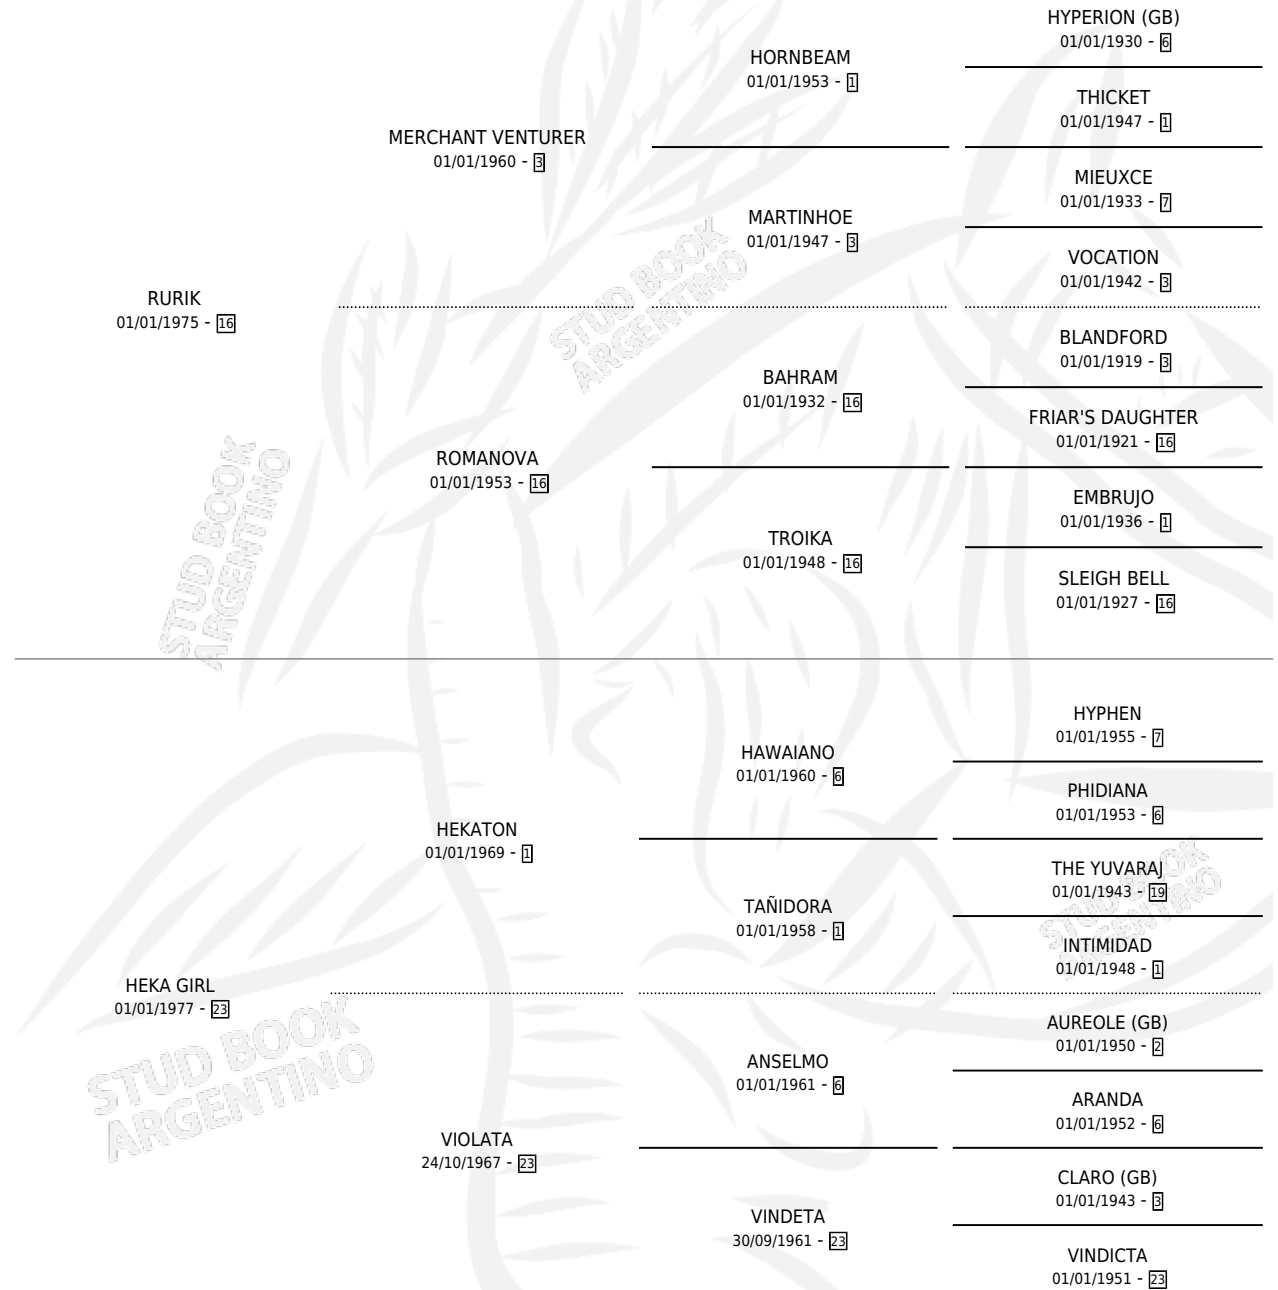 HYPERION (GB)
01/01/1930 - 6
HORNBEAM
01/01/1953 - 1
THICKET
01/01/1947 - 1
MERCHANT VENTURER
01/01/1960 - 3
MIEUXCE
01/01/1933 - 7
MARTINHOE
01/01/1947 - 3
VOCATION
01/01/1942 - 3
RURIK
01/01/1975 - 16
BLANDFORD
01/01/1919 - 3
BAHRAM
01/01/1932 - 16
FRIAR'S DAUGHTER
01/01/1921 - 16
ROMANOVA
01/01/1953 - 16
EMBRUJO
01/01/1936 - 1
TROIKA
01/01/1948 - 16
SLEIGH BELL
01/01/1927 - 16
HYPHEN
01/01/1955 - 7
HAWAIANO
01/01/1960 - 6
PHIDIANA
01/01/1953 - 6
HEKATON
01/01/1969 - 1
THE YUVARAJ
01/01/1943 - 19
TAÑIDORA
01/01/1958 - 1
INTIMIDAD
01/01/1948 - 1
HEKA GIRL
01/01/1977 - 23
AUREOLE (GB)
01/01/1950 - 2
ANSELMO
01/01/1961 - 6
ARANDA
01/01/1952 - 6
VIOLATA
24/10/1967 - 23
CLARO (GB)
01/01/1943 - 3
VINDETA
30/09/1961 - 23
VINDICTA
01/01/1951 - 23
STUD BOOK
ARGENTINO
STUD BOOK
ARGENTINO
STUD BOOK
ARGENTINO
STUD BOOK
ARGENTINO